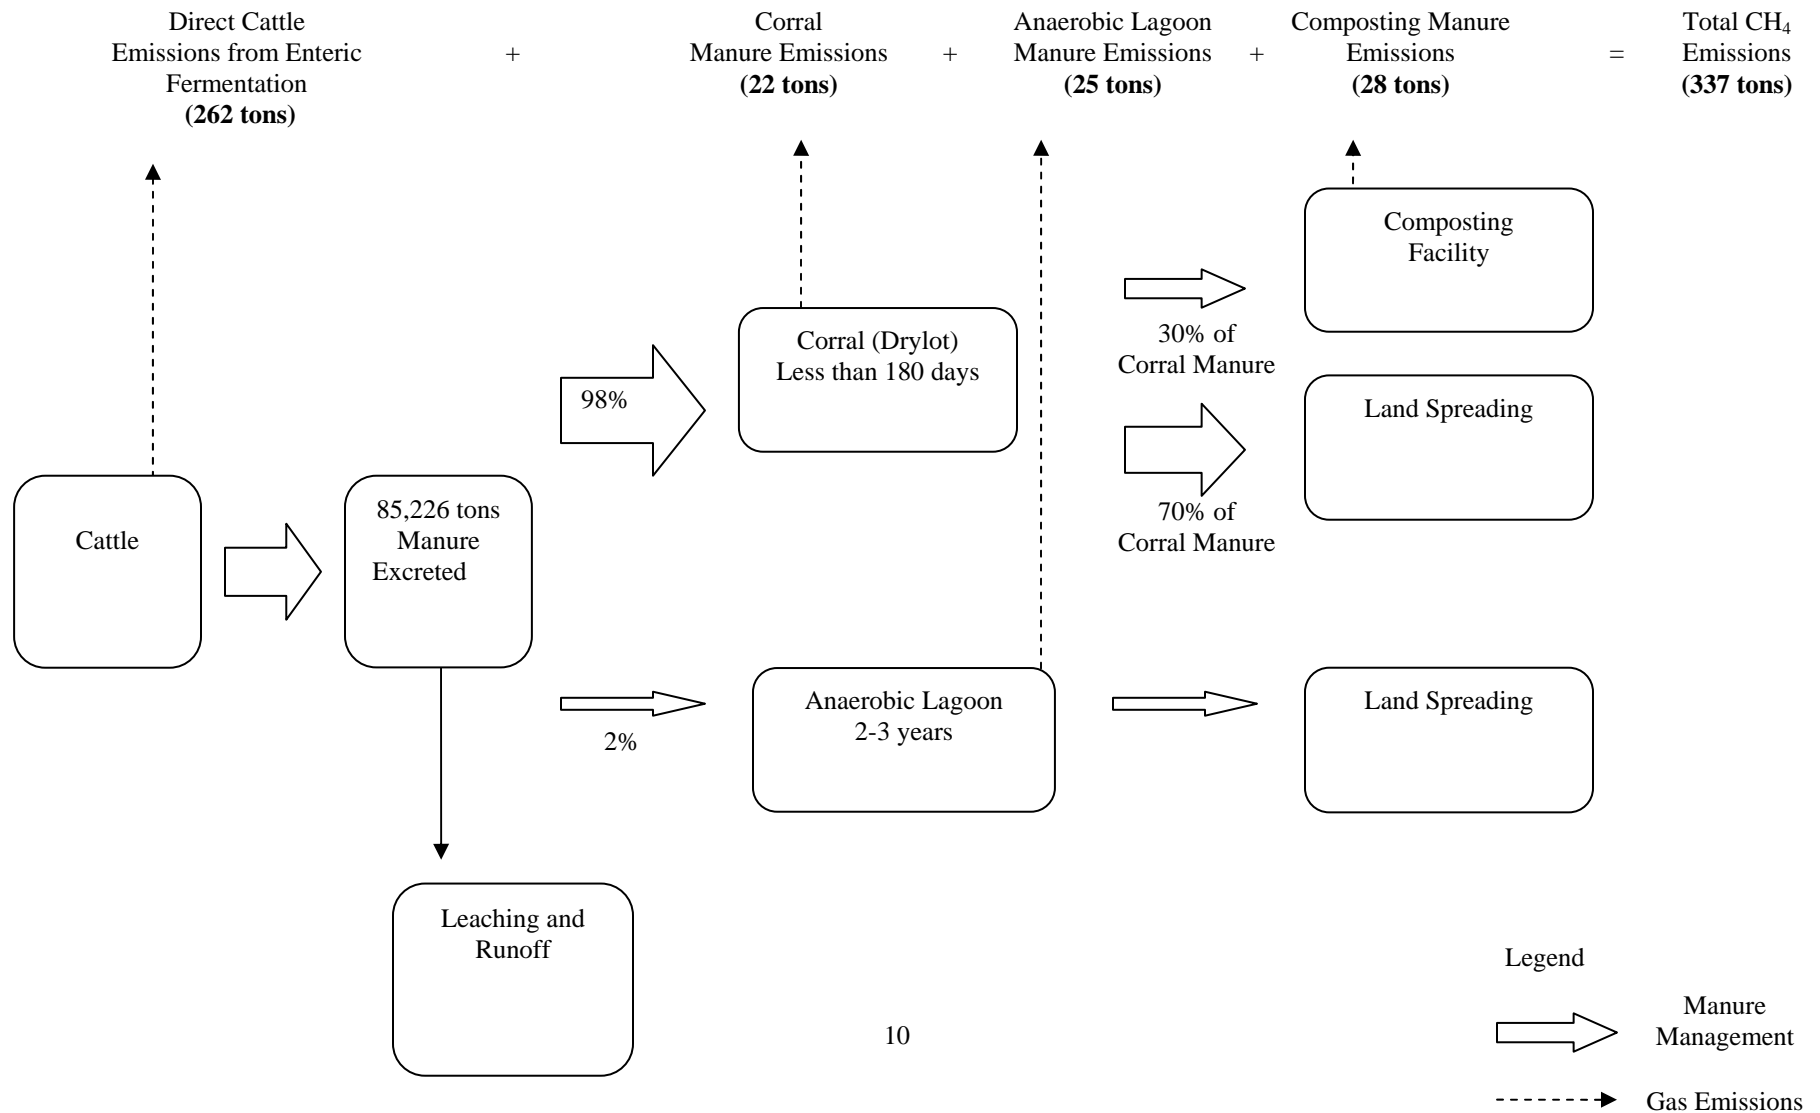 Direct Cattle
Emissions from Enteric
Fermentation
(262 tons)
+
Corral
Manure Emissions
(22 tons)
+
Anaerobic Lagoon
Manure Emissions
(25 tons)
+
Composting Manure
Emissions
(28 tons)
=
Total CH₄
Emissions
(337 tons)
Composting
Facility
30% of
Corral Manure
Corral (Drylot)
Less than 180 days
98%
Land Spreading
70% of
Corral Manure
Cattle
85,226 tons
Manure
Excreted
2%
Anaerobic Lagoon
2-3 years
Land Spreading
Leaching and
Runoff
Legend
Manure
Management
Gas Emissions
10